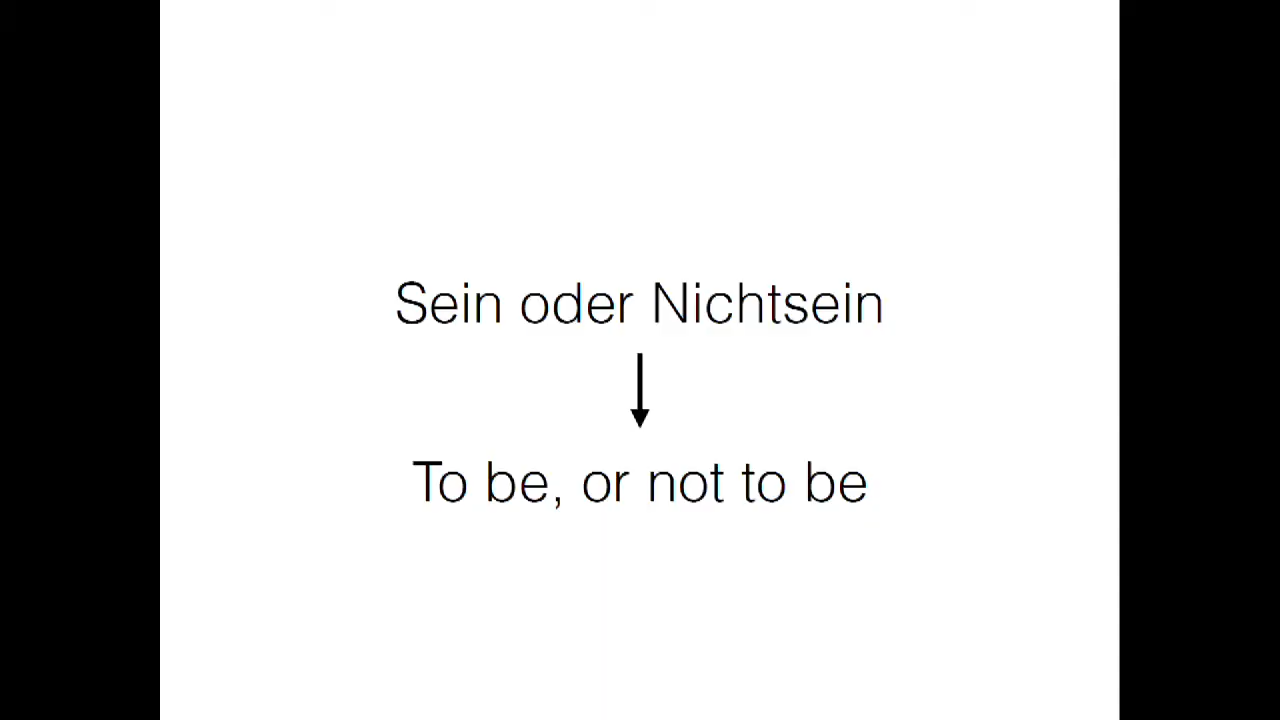 Sein oder Nichtsein
To be, or not to be